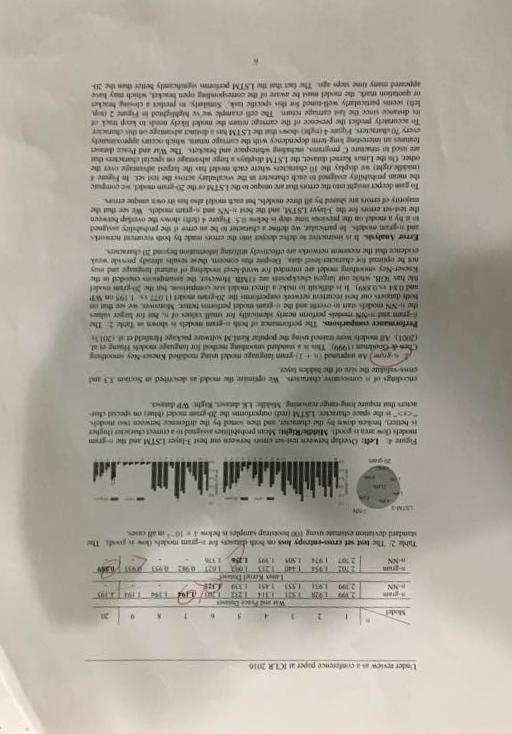 Under review as a conference paper at ICLR 2016
Model n 1 2 3 4 5 6 7 8 9 20
War and Peace Dataset
n-gram 2.399 1.928 1.521 1.314 1.232 1.203 1.194 1.194 1.194 1.195
n-NN 2.399 1.931 1.553 1.451 1.339 1.321 - - - -
Linux Kernel Dataset
n-gram 2.702 1.954 1.440 1.213 1.097 1.027 0.982 0.953 0.933 0.889
n-NN 2.707 1.974 1.505 1.395 1.256 1.376 - - - -
Table 2: The test set cross-entropy loss on both datasets for n-gram models (low is good). The
standard deviation estimate using 100 bootstrap samples is below 4 × 10⁻³ in all cases.
LSTM-3
n-NN
20-gram
Figure 4: Left: Overlap between test-set errors between our best 3-layer LSTM and the n-gram
models (low area is good). Middle/Right: Mean probabilities assigned to a correct character (higher
is better), broken down by the character, and then sorted by the difference between two models.
"<s>" is the space character. LSTM (red) outperforms the 20-gram model (blue) on special char-
acters that require long-range reasoning. Middle: LK dataset, Right: WP dataset.
encodings of n consecutive characters. We optimize the model as described in Section 3.3 and
cross-validate the size of the hidden layer.
2. n-gram An unpruned (n + 1)-gram language model using modified Kneser-Ney smoothing
Chen & Goodman (1999). This is a standard smoothing method for language models Huang et al.
(2001). All models were trained using the popular KenLM software package Heafield et al. (2013).
Performance comparisons. The performance of both n-gram models is shown in Table 2. The
n-gram and n-NN models perform nearly identically for small values of n, but for larger values
the n-NN models start to overfit and the n-gram model performs better. Moreover, we see that on
both datasets our best recurrent network outperforms the 20-gram model (1.077 vs. 1.195 on WP
and 0.84 vs.0.889). It is difficult to make a direct model size comparison, but the 20-gram model
file has 3GB, while our largest checkpoints are 11MB. However, the assumptions encoded in the
Kneser-Ney smoothing model are intended for word-level modeling of natural language and may
not be optimal for character-level data. Despite this concern, these results already provide weak
evidence that the recurrent networks are effectively utilizing information beyond 20 characters.
Error Analysis. It is instructive to delve deeper into the errors made by both recurrent networks
and n-gram models. In particular, we define a character to be an error if the probability assigned
to it by a model on the previous time step is below 0.5. Figure 4 (left) shows the overlap between
the test-set errors for the 3-layer LSTM, and the best n-NN and n-gram models. We see that the
majority of errors are shared by all three models, but each model also has its own unique errors.
To gain deeper insight into the errors that are unique to the LSTM or the 20-gram model, we compute
the mean probability assigned to each character in the vocabulary across the test set. In Figure 4
(middle,right) we display the 10 characters where each model has the largest advantage over the
other. On the Linux Kernel dataset, the LSTM displays a large advantage on special characters that
are used to structure C programs, including whitespace and brackets. The War and Peace dataset
features an interesting long-term dependency with the carriage return, which occurs approximately
every 70 characters. Figure 4 (right) shows that the LSTM has a distinct advantage on this character.
To accurately predict the presence of the carriage return the model likely needs to keep track of
its distance since the last carriage return. The cell example we've highlighted in Figure 2 (top,
left) seems particularly well-tuned for this specific task. Similarly, to predict a closing bracket
or quotation mark, the model must be aware of the corresponding open bracket, which may have
appeared many time steps ago. The fact that the LSTM performs significantly better than the 20-
6